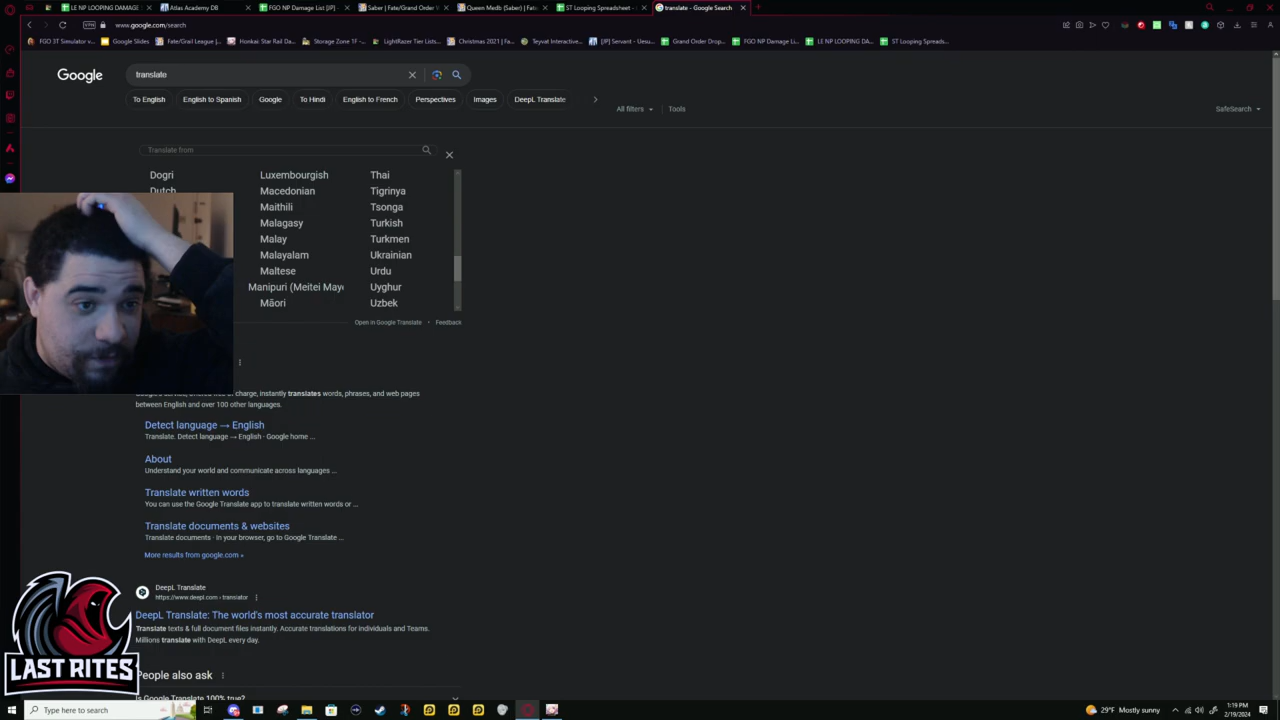 LE NP LOOPING DAMAGE
Atlas Academy DB
FGO NP Damage List [JP] -
Saber | Fate/Grand Order
Queen Medb (Saber) | Fate
ST Looping Spreadsheet -
translate - Google Search
VPN
www.google.com/search
FGO 3T Simulator v...
Google Slides
Fate/Grail League |...
Honkai: Star Rail Da...
Storage Zone 1F -...
LightRazer Tier Lists...
Christmas 2021 | Fa...
Teyvat Interactive...
[JP] Servant - Uesu...
Grand Order Drop...
FGO NP Damage Li...
LE NP LOOPING DA...
ST Looping Spreads...
Google
translate
To English
English to Spanish
Google
To Hindi
English to French
Perspectives
Images
DeepL Translate
All filters
Tools
SafeSearch
Translate from
Dogri Luxembourgish Thai
Dutch Macedonian Tigrinya
Maithili Tsonga
Malagasy Turkish
Malay Turkmen
Malayalam Ukrainian
Maltese Urdu
Manipuri (Meitei Maye Uyghur
Māori Uzbek
Open in Google Translate • Feedback
charge, instantly translates words, phrases, and web pages
between English and over 100 other languages.
Detect language → English
Translate. Detect language → English · Google home ...
About
Understand your world and communicate across languages ...
Translate written words
You can use the Google Translate app to translate written words or ...
Translate documents & websites
Translate documents · In your browser, go to Google Translate ...
More results from google.com »
DeepL Translate
https://www.deepl.com › translator
DeepL Translate: The world's most accurate translator
Translate texts & full document files instantly. Accurate translations for individuals and Teams.
Millions translate with DeepL every day.
People also ask
Is Google Translate 100% true?
LAST RITES
Type here to search
29°F Mostly sunny
1:19 PM
2/19/2024